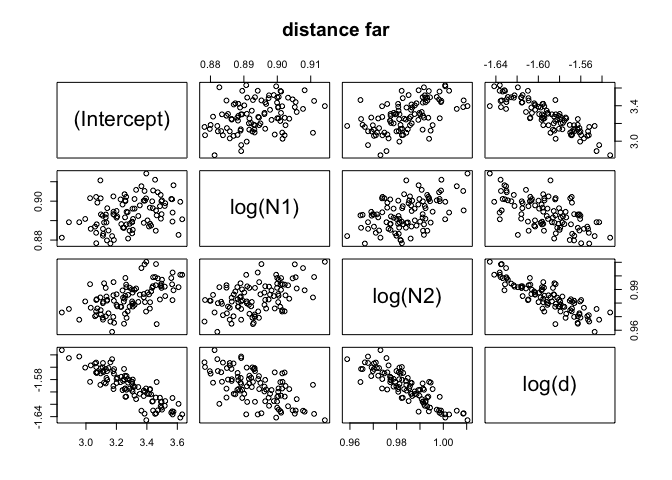 distance far
0.88 0.89 0.90 0.91
-1.64 -1.60 -1.56
(Intercept)
3.0 3.4
0.88 0.90
log(N1)
log(N2)
0.96 0.99
-1.64 -1.58
log(d)
3.0 3.2 3.4 3.6
0.96 0.98 1.00